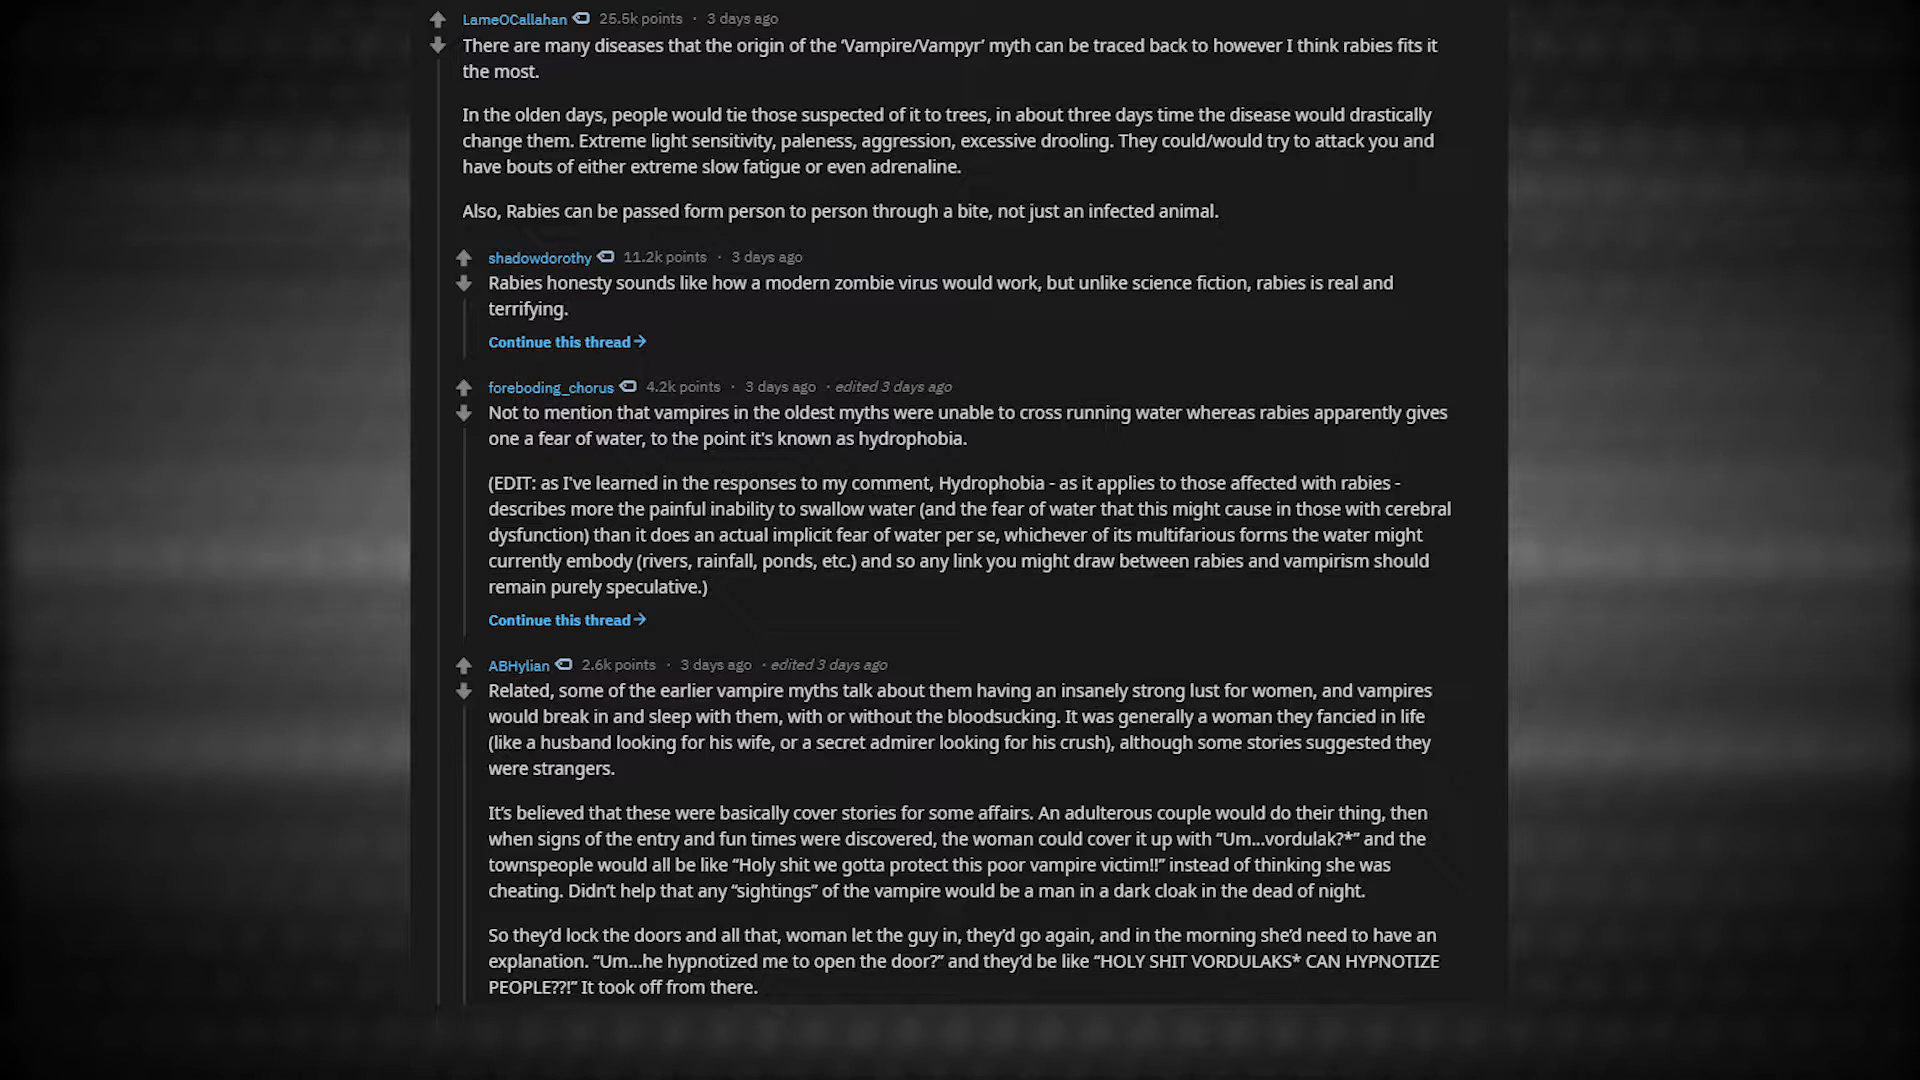 LameOCallahan 25.5k points · 3 days ago
There are many diseases that the origin of the ‘Vampire/Vampyr’ myth can be traced back to however I think rabies fits it
the most.
In the olden days, people would tie those suspected of it to trees, in about three days time the disease would drastically
change them. Extreme light sensitivity, paleness, aggression, excessive drooling. They could/would try to attack you and
have bouts of either extreme slow fatigue or even adrenaline.
Also, Rabies can be passed form person to person through a bite, not just an infected animal.
shadowdorothy 11.2k points · 3 days ago
Rabies honesty sounds like how a modern zombie virus would work, but unlike science fiction, rabies is real and
terrifying.
Continue this thread →
foreboding_chorus 4.2k points · 3 days ago · edited 3 days ago
Not to mention that vampires in the oldest myths were unable to cross running water whereas rabies apparently gives
one a fear of water, to the point it's known as hydrophobia.
(EDIT: as I've learned in the responses to my comment, Hydrophobia - as it applies to those affected with rabies -
describes more the painful inability to swallow water (and the fear of water that this might cause in those with cerebral
dysfunction) than it does an actual implicit fear of water per se, whichever of its multifarious forms the water might
currently embody (rivers, rainfall, ponds, etc.) and so any link you might draw between rabies and vampirism should
remain purely speculative.)
Continue this thread →
ABHylian 2.6k points · 3 days ago · edited 3 days ago
Related, some of the earlier vampire myths talk about them having an insanely strong lust for women, and vampires
would break in and sleep with them, with or without the bloodsucking. It was generally a woman they fancied in life
(like a husband looking for his wife, or a secret admirer looking for his crush), although some stories suggested they
were strangers.
It’s believed that these were basically cover stories for some affairs. An adulterous couple would do their thing, then
when signs of the entry and fun times were discovered, the woman could cover it up with “Um...vordulak?*” and the
townspeople would all be like “Holy shit we gotta protect this poor vampire victim!!” instead of thinking she was
cheating. Didn’t help that any “sightings” of the vampire would be a man in a dark cloak in the dead of night.
So they’d lock the doors and all that, woman let the guy in, they’d go again, and in the morning she’d need to have an
explanation. “Um...he hypnotized me to open the door?” and they’d be like “HOLY SHIT VORDULAKS* CAN HYPNOTIZE
PEOPLE??!” It took off from there.